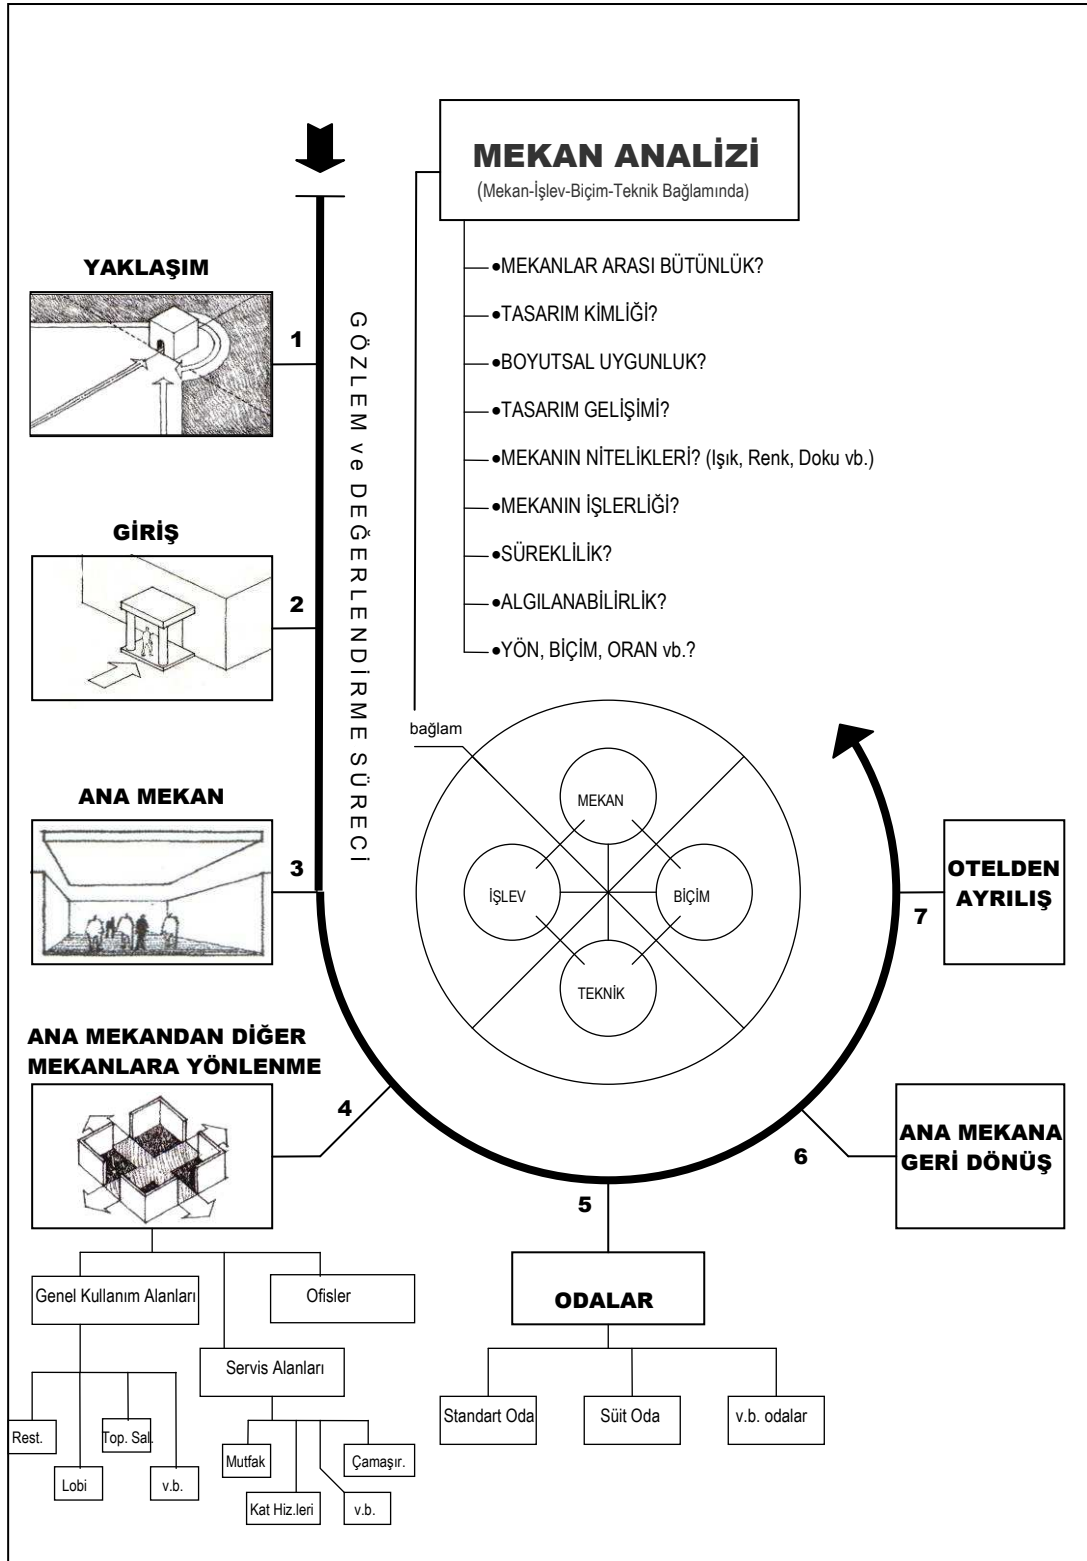 MEKAN ANALİZİ
(Mekan-İşlev-Biçim-Teknik Bağlamında)
•MEKANLAR ARASI BÜTÜNLÜK?
•TASARIM KİMLİĞİ?
•BOYUTSAL UYGUNLUK?
•TASARIM GELİŞİMİ?
•MEKANIN NİTELİKLERİ? (Işık, Renk, Doku vb.)
•MEKANIN İŞLERLİĞİ?
•SÜREKLİLİK?
•ALGILANABİLİRLİK?
•YÖN, BİÇİM, ORAN vb.?
GÖZLEM ve DEĞERLENDİRME SÜRECİ
YAKLAŞIM
1
GİRİŞ
2
ANA MEKAN
3
bağlam
MEKAN
İŞLEV
BİÇİM
TEKNİK
ANA MEKANDAN DİĞER
MEKANLARA YÖNLENME
4
Genel Kullanım Alanları
Ofisler
Servis Alanları
Rest.
Top. Sal.
Lobi
v.b.
Mutfak
Çamaşır.
Kat Hiz.leri
v.b.
5
ODALAR
Standart Oda
Süit Oda
v.b. odalar
6
ANA MEKANA
GERİ DÖNÜŞ
7
OTELDEN
AYRILIŞ